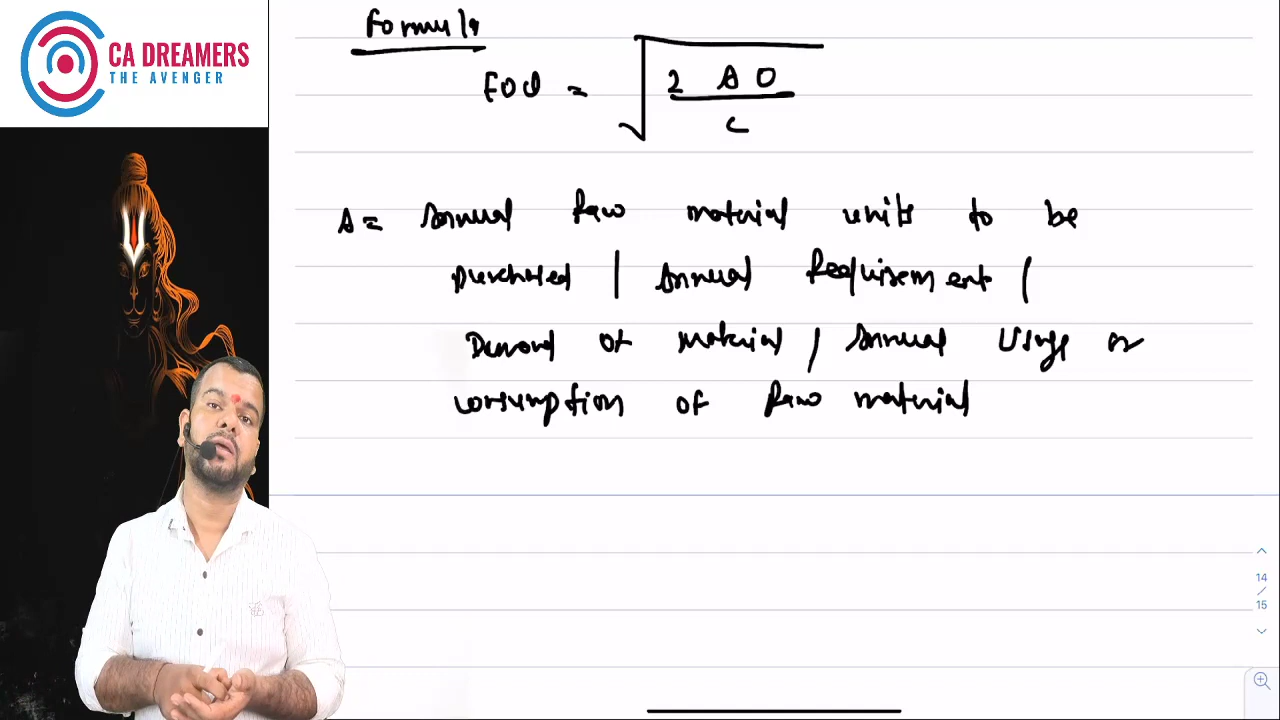 CA DREAMERS
THE AVENGER
Formula
EOQ = √ 2 A O
C
A = Annual Raw material units to be
purchased | Annual Requirement |
Demand of material | Annual Usage or
consumption of Raw material
14
/
15